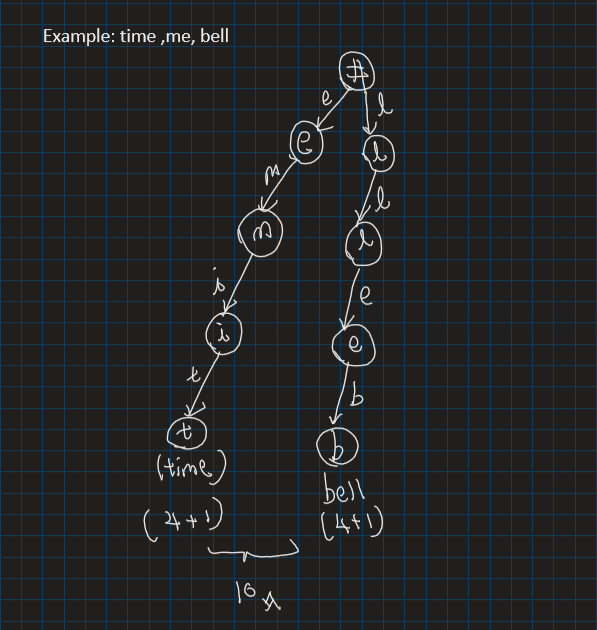 Example: time ,me, bell
#
e l
e l
m l
m l
i e
i e
t b
t b
(time) bell
(4+1) (4+1)
10